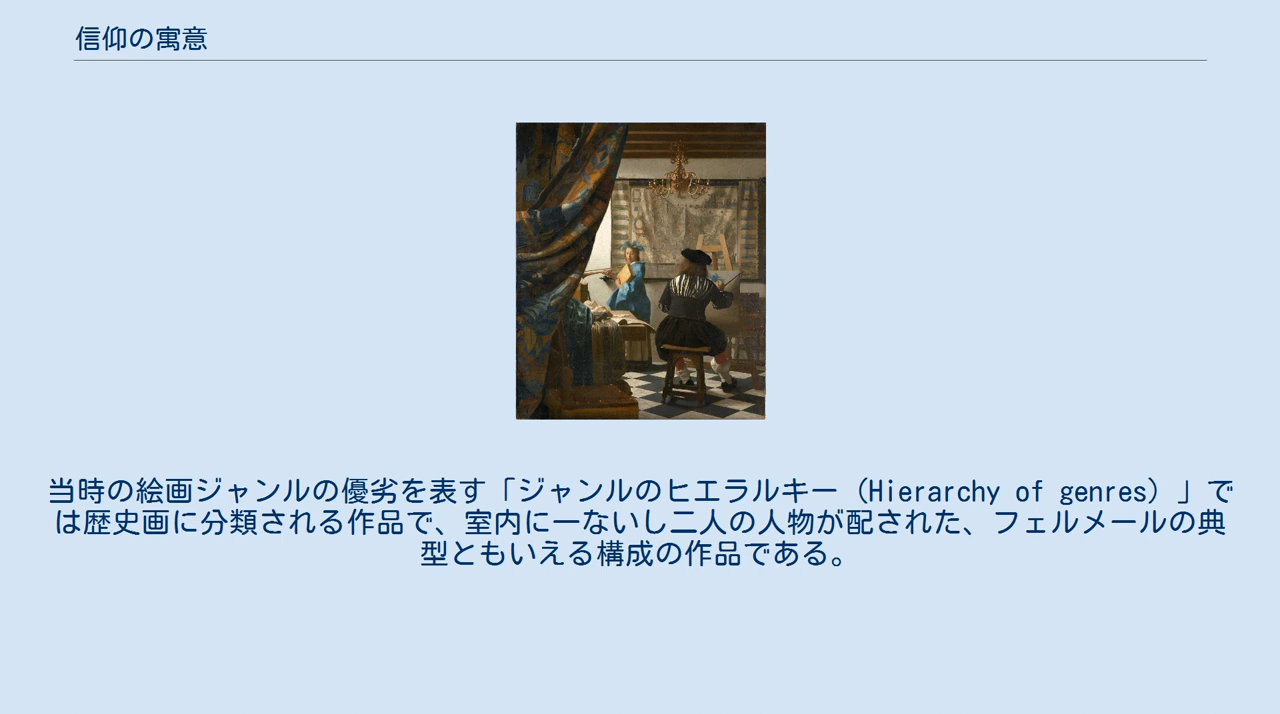 信仰の寓意
当時の絵画ジャンルの優劣を表す「ジャンルのヒエラルキー（Hierarchy of genres）」で
は歴史画に分類される作品で、室内に一ないし二人の人物が配された、フェルメールの典
型ともいえる構成の作品である。